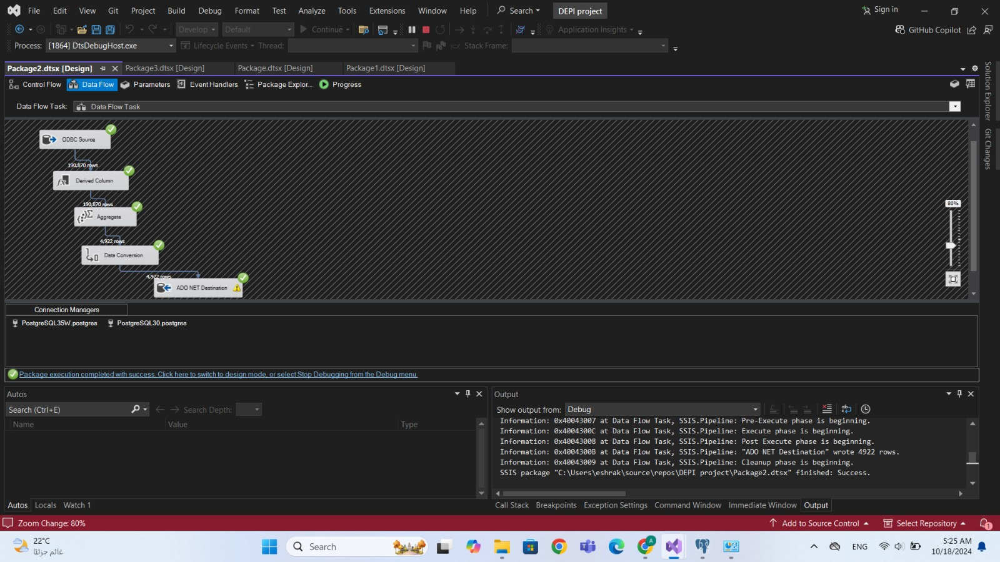 File Edit View Git Project Build Debug Format Test Analyze Tools Extensions Window Help Search DEPI project Sign in
Develop Default Continue Application Insights GitHub Copilot
Process: [1864] DtsDebugHost.exe Lifecycle Events Thread: Stack Frame:
Package2.dtsx [Design] Package3.dtsx [Design] Package.dtsx [Design] Package1.dtsx [Design]
Control Flow Data Flow Parameters Event Handlers Package Explor... Progress
Data Flow Task: Data Flow Task
ODBC Source
190,870 rows
Derived Column
190,870 rows
Aggregate
4,922 rows
Data Conversion
4,922 rows
ADO NET Destination
80%
Solution Explorer
Git Changes
Connection Managers
PostgreSQL35W.postgres PostgreSQL30.postgres
Package execution completed with success. Click here to switch to design mode, or select Stop Debugging from the Debug menu.
Autos
Search (Ctrl+E) Search Depth:
Name Value Type
Autos Locals Watch 1
Output
Show output from: Debug
Information: 0x40043007 at Data Flow Task, SSIS.Pipeline: Pre-Execute phase is beginning.
Information: 0x4004300C at Data Flow Task, SSIS.Pipeline: Execute phase is beginning.
Information: 0x40043008 at Data Flow Task, SSIS.Pipeline: Post Execute phase is beginning.
Information: 0x4004300B at Data Flow Task, SSIS.Pipeline: "ADO NET Destination" wrote 4922 rows.
Information: 0x40043009 at Data Flow Task, SSIS.Pipeline: Cleanup phase is beginning.
SSIS package "C:\Users\eshrak\source\repos\DEPI project\Package2.dtsx" finished: Success.
Call Stack Breakpoints Exception Settings Command Window Immediate Window Output
Zoom Change: 80% Add to Source Control Select Repository 1
22°C
غائم جزئيًا
Search
A
ENG
5:25 AM
10/18/2024